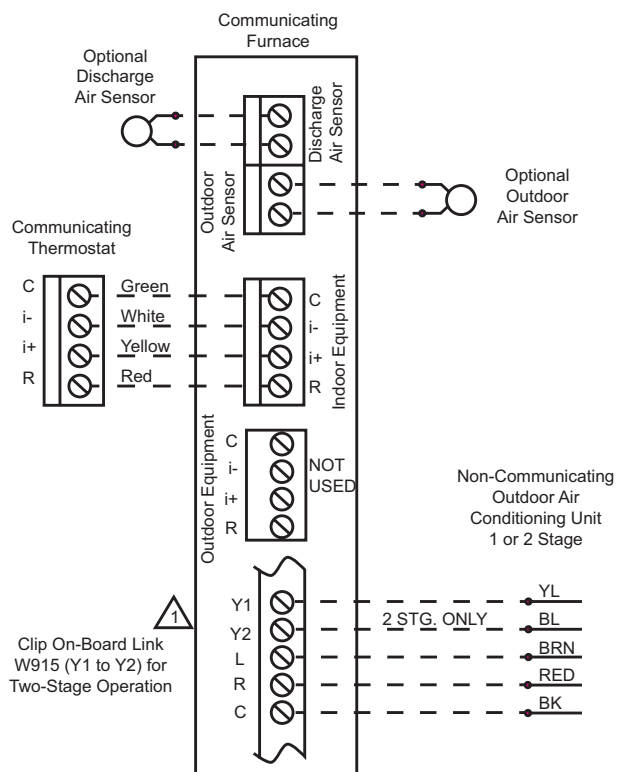 Communicating
Furnace
Optional
Discharge
Air Sensor
Discharge
Air Sensor
Outdoor
Air Sensor
Optional
Outdoor
Air Sensor
Communicating
Thermostat
C Green C
i- White i-
i+ Yellow i+
R Red R
Indoor Equipment
Outdoor Equipment
C
i-
i+
R
NOT
USED
Non-Communicating
Outdoor Air
Conditioning Unit
1 or 2 Stage
Y1 YL
Y2 2 STG. ONLY BL
L BRN
R RED
C BK
1
Clip On-Board Link
W915 (Y1 to Y2) for
Two-Stage Operation